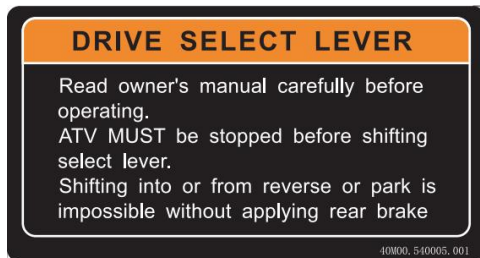 DRIVE SELECT LEVER
Read owner's manual carefully before
operating.
ATV MUST be stopped before shifting
select lever.
Shifting into or from reverse or park is
impossible without applying rear brake
40M00.540005.001